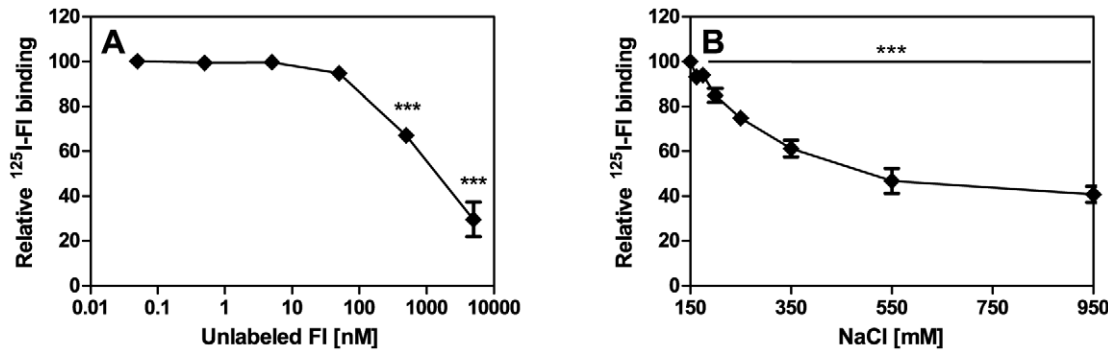 A
Relative ¹²⁵I-FI binding
120
100
80
60
40
20
0
***
***
0.01 0.1 1 10 100 1000 10000
Unlabeled FI [nM]
B
Relative ¹²⁵I-FI binding
120
100
80
60
40
20
0
***
150 350 550 750 950
NaCl [mM]